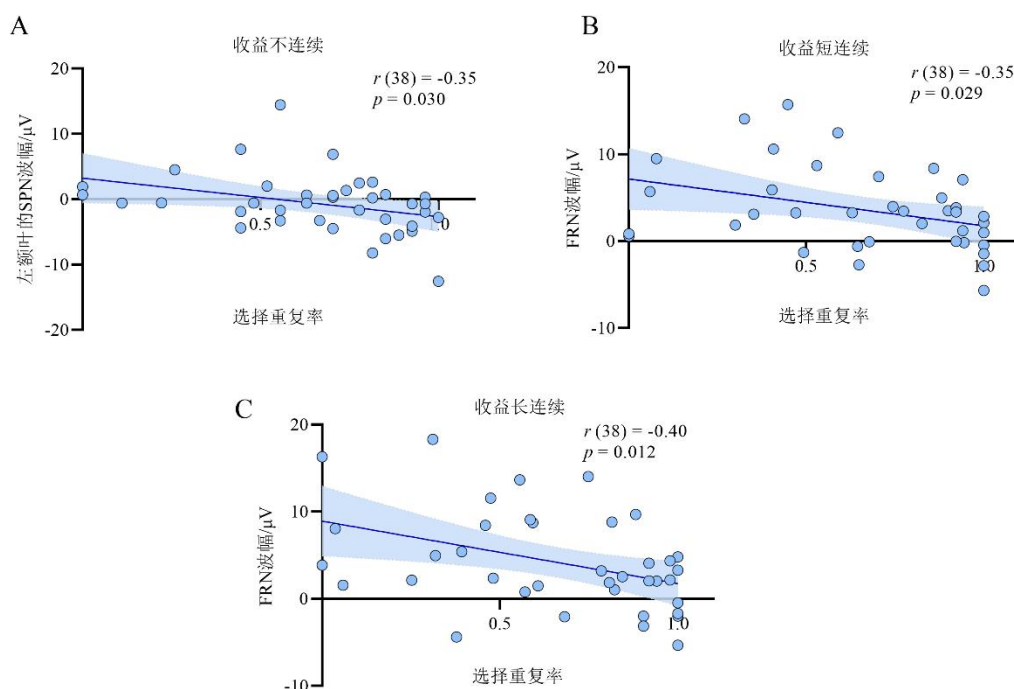 A
收益不连续
r (38) = -0.35
p = 0.030
左额叶的SPN波幅/μV
20
10
0
-10
-20
0.5
1.0
选择重复率
B
收益短连续
r (38) = -0.35
p = 0.029
FRN波幅/μV
20
10
0
-10
0.5
1.0
选择重复率
C
收益长连续
r (38) = -0.40
p = 0.012
FRN波幅/μV
20
10
0
-10
0.5
1.0
选择重复率